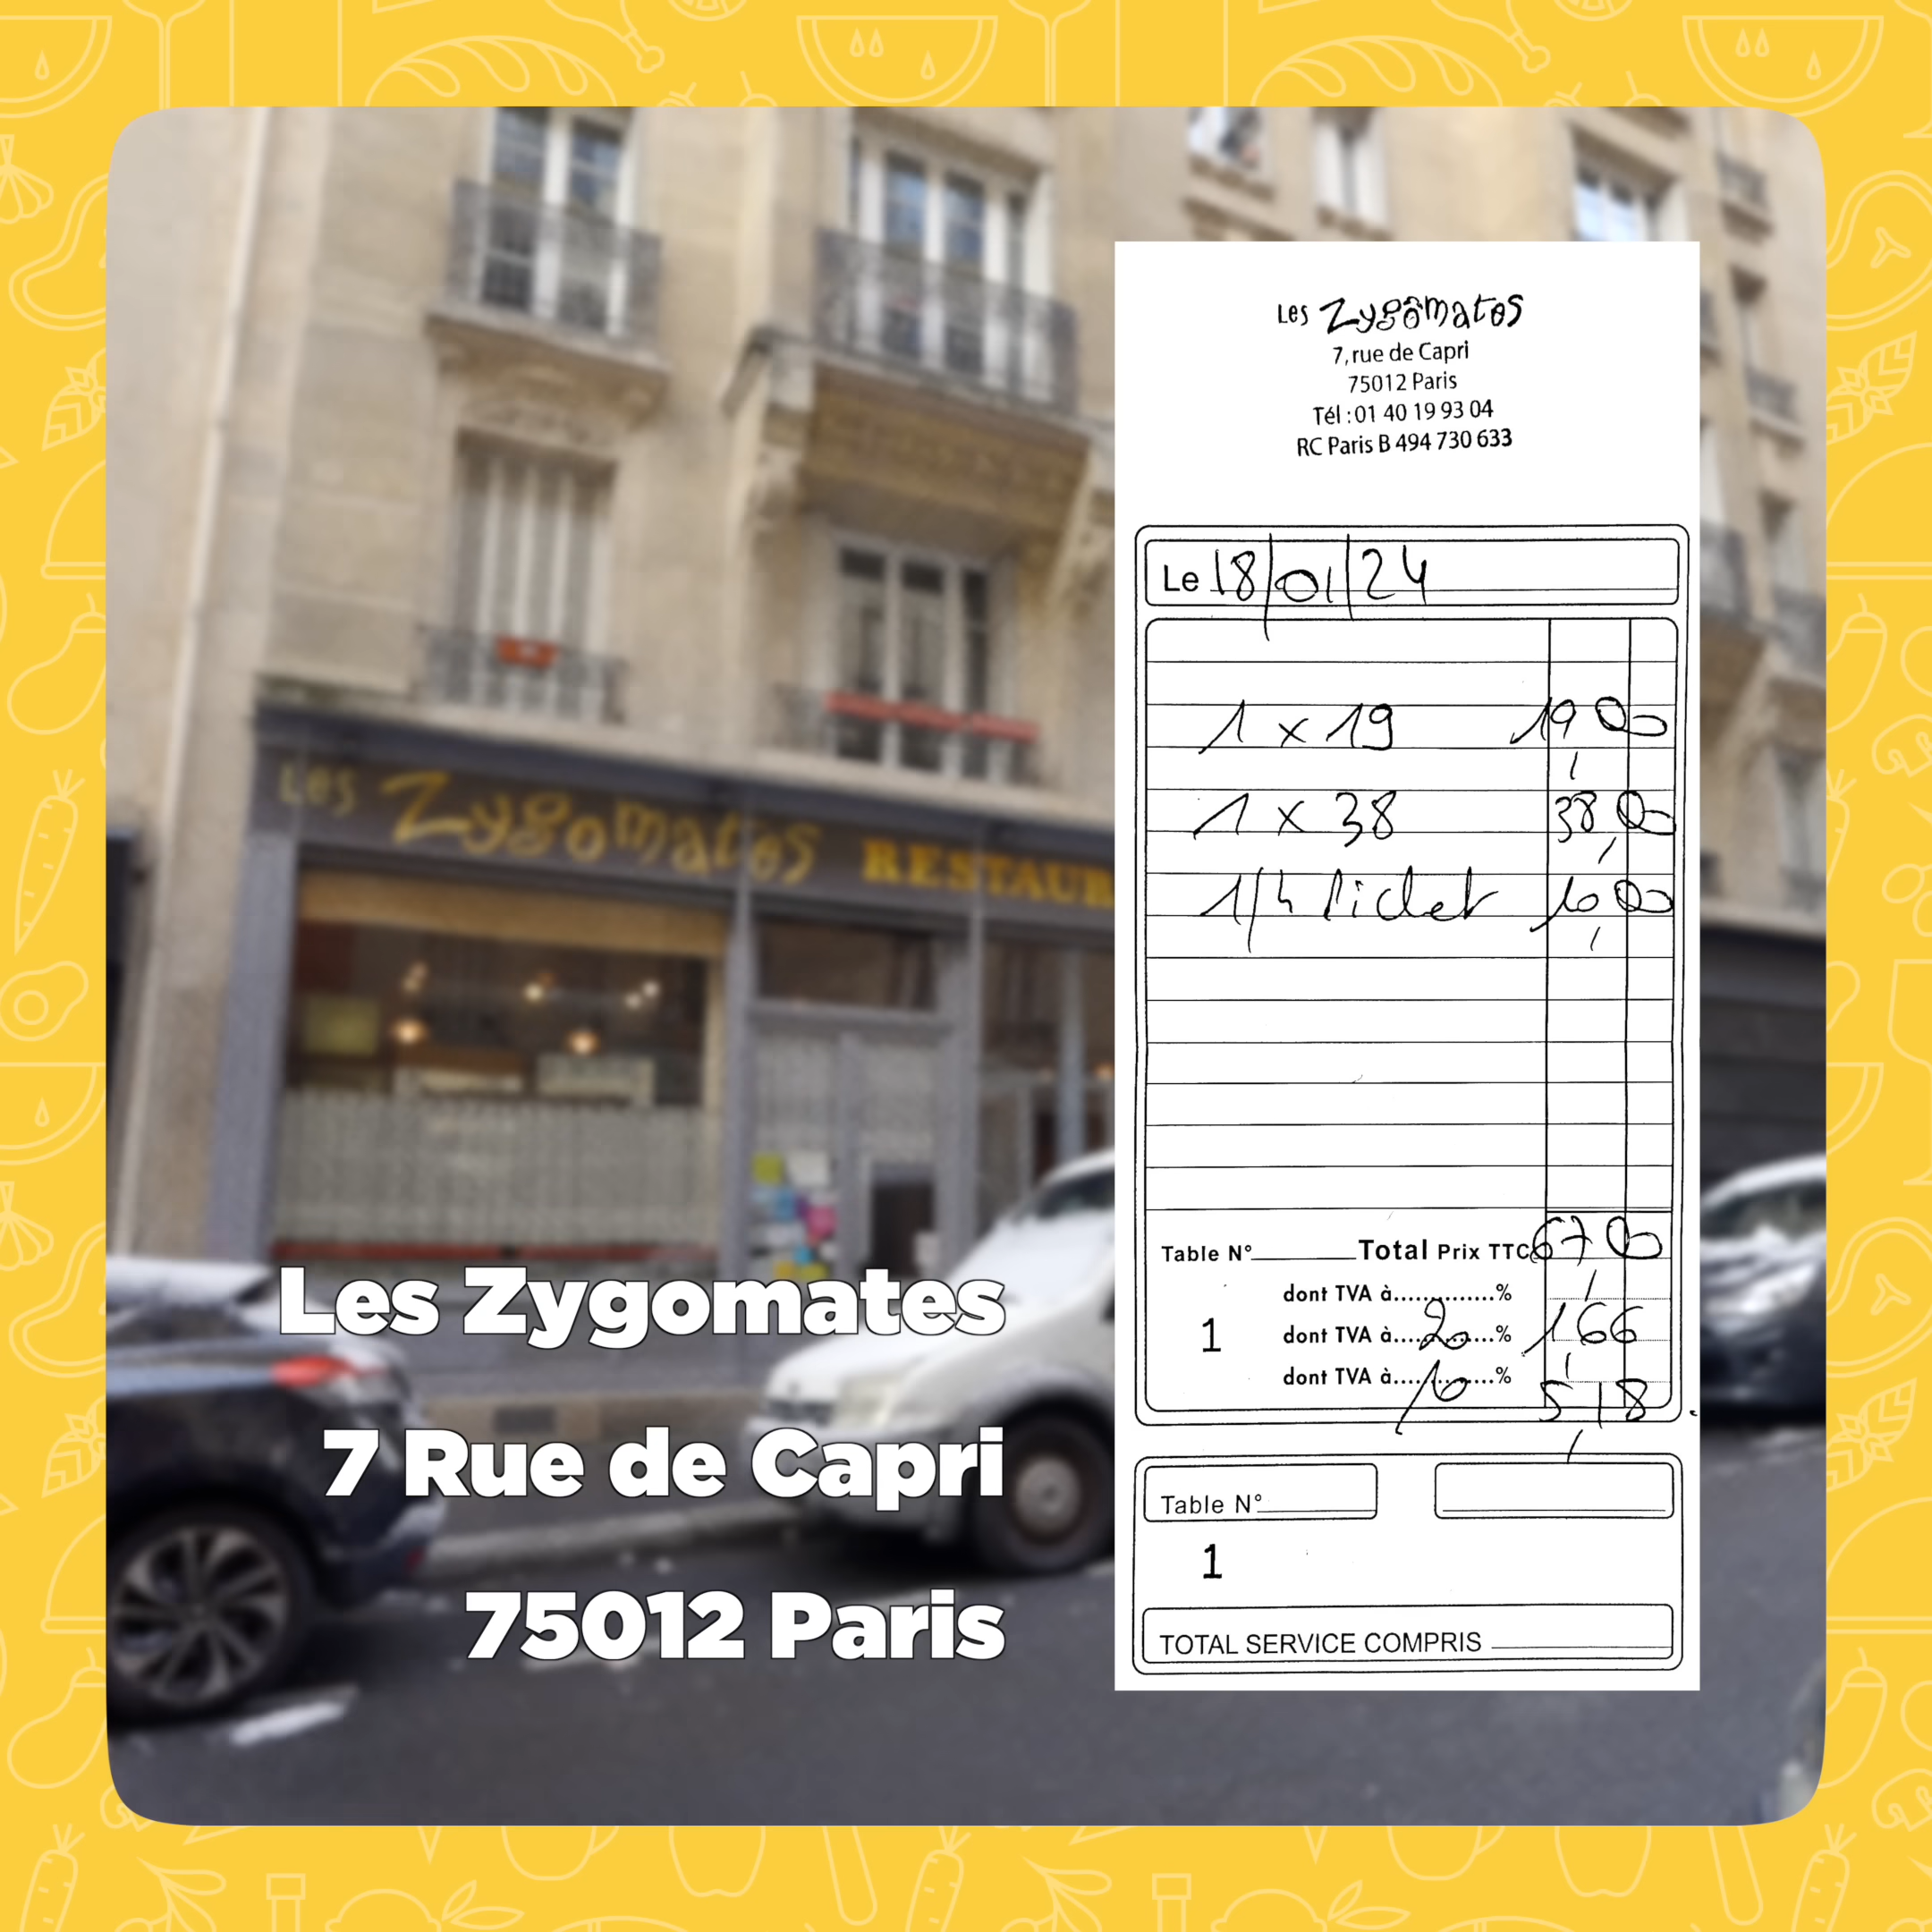 Les Zygomates RESTAUR
Les Zygomates
7 Rue de Capri
75012 Paris
Les Zygômates
7, rue de Capri
75012 Paris
Tél : 01 40 19 93 04
RC Paris B 494 730 633
Le 18/01/24
1 x 19 19,00
1 x 38 38,00
1/4 Pichet 10,00
Table N° Total Prix TTC 67,00
dont TVA à..............%
1 dont TVA à....20....% 1,66
dont TVA à....10....% 5,18
Table N°
1
TOTAL SERVICE COMPRIS